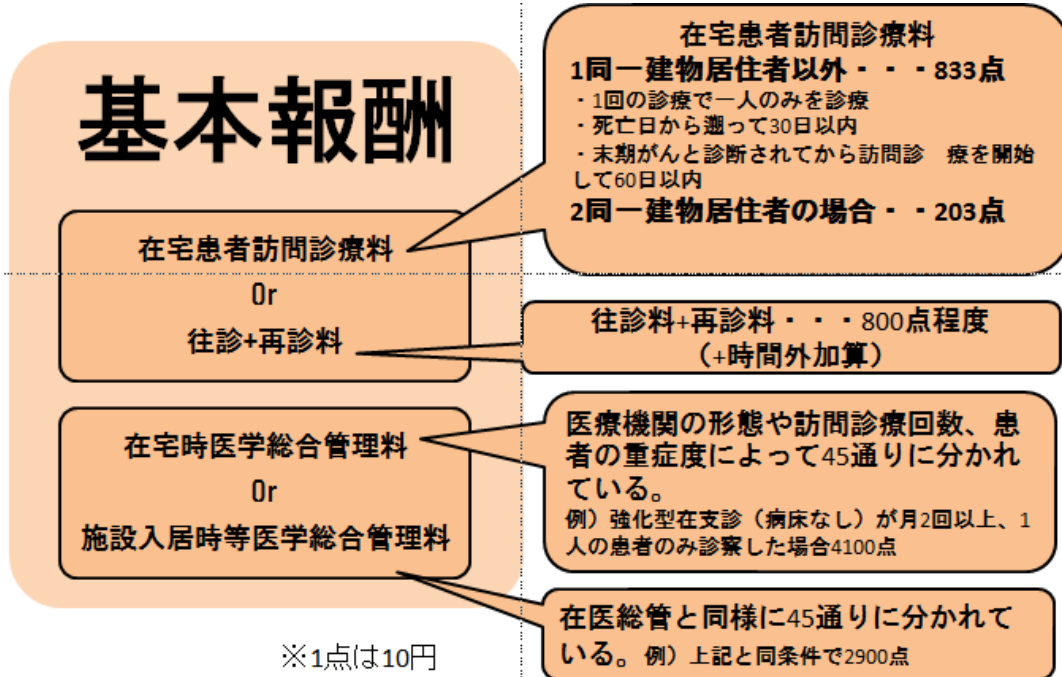 基本報酬
在宅患者訪問診療料
Or
往診+再診料
在宅時医学総合管理料
Or
施設入居時等医学総合管理料
※1点は10円
在宅患者訪問診療料
1同一建物居住者以外・・・833点
・1回の診療で一人のみを診療
・死亡日から遡って30日以内
・末期がんと診断されてから訪問診　療を開始
して60日以内
2同一建物居住者の場合・・203点
往診料+再診料・・・800点程度
（+時間外加算）
医療機関の形態や訪問診療回数、患
者の重症度によって45通りに分かれ
ている。
例）強化型在支診（病床なし）が月2回以上、1
人の患者のみ診察した場合4100点
在医総管と同様に45通りに分かれて
いる。例）上記と同条件で2900点